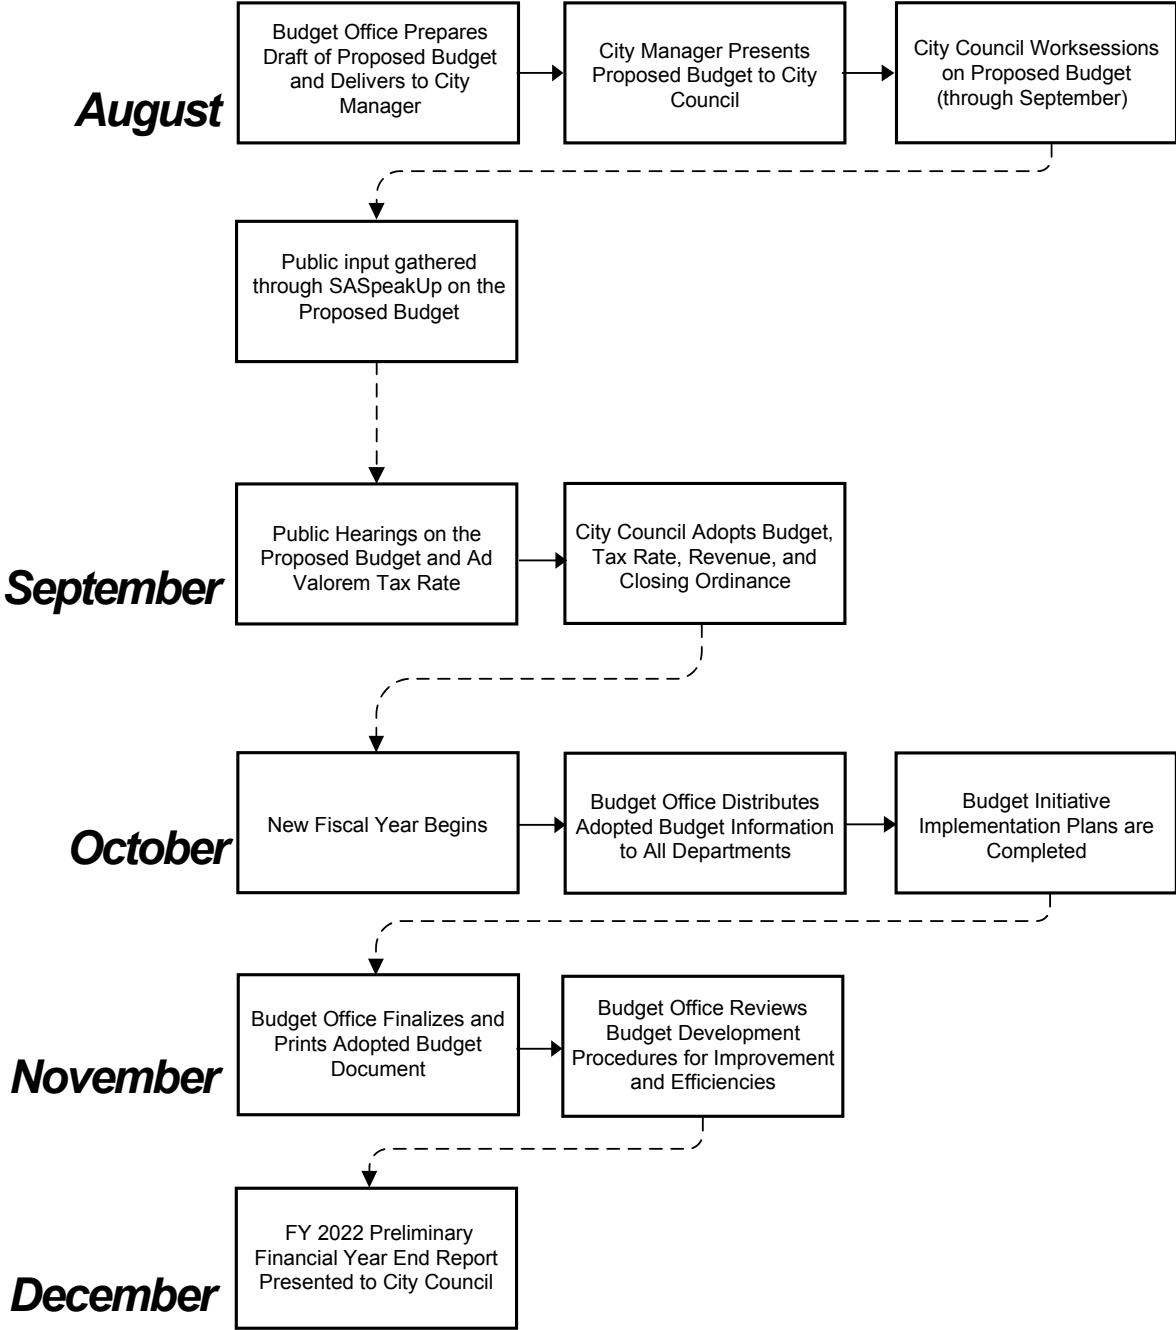 August
Budget Office Prepares
Draft of Proposed Budget
and Delivers to City
Manager
City Manager Presents
Proposed Budget to City
Council
City Council Worksessions
on Proposed Budget
(through September)
Public input gathered
through SASpeakUp on the
Proposed Budget
September
Public Hearings on the
Proposed Budget and Ad
Valorem Tax Rate
City Council Adopts Budget,
Tax Rate, Revenue, and
Closing Ordinance
October
New Fiscal Year Begins
Budget Office Distributes
Adopted Budget Information
to All Departments
Budget Initiative
Implementation Plans are
Completed
November
Budget Office Finalizes and
Prints Adopted Budget
Document
Budget Office Reviews
Budget Development
Procedures for Improvement
and Efficiencies
December
FY 2022 Preliminary
Financial Year End Report
Presented to City Council